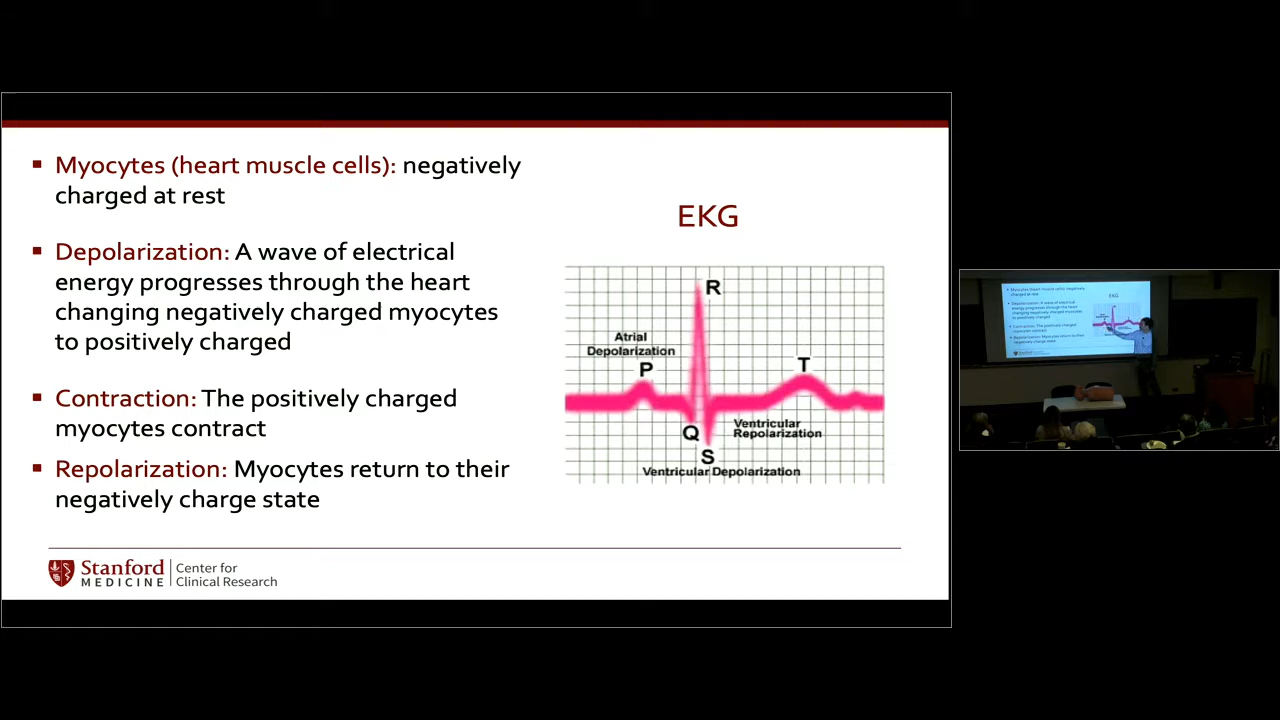 Myocytes (heart muscle cells): negatively
charged at rest
Depolarization: A wave of electrical
energy progresses through the heart
changing negatively charged myocytes
to positively charged
Contraction: The positively charged
myocytes contract
Repolarization: Myocytes return to their
negatively charge state
EKG
R
Atrial
Depolarization
P
T
Q
Ventricular
Repolarization
S
Ventricular Depolarization
Stanford
MEDICINE
Center for
Clinical Research